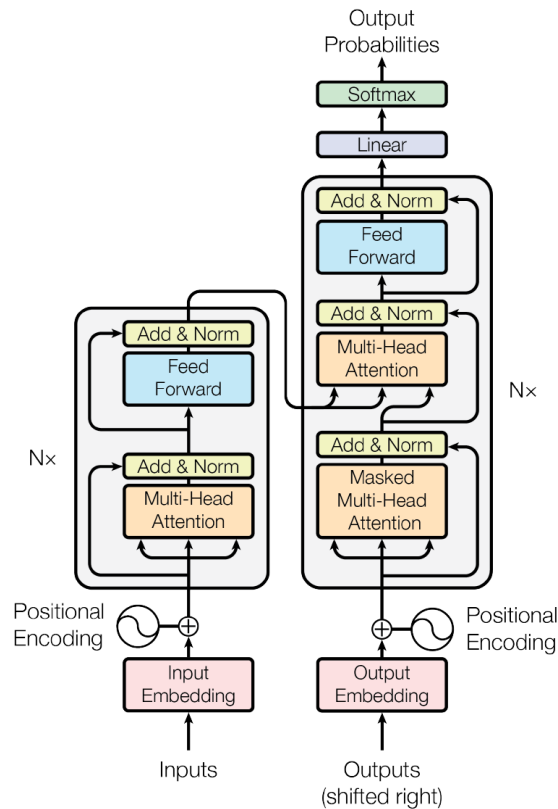 Output
Probabilities
Softmax
Linear
Add & Norm
Feed
Forward
Add & Norm
Multi-Head
Attention
Add & Norm
Masked
Multi-Head
Attention
N×
Add & Norm
Feed
Forward
Add & Norm
Multi-Head
Attention
N×
Positional
Encoding
Positional
Encoding
Input
Embedding
Output
Embedding
Inputs
Outputs
(shifted right)